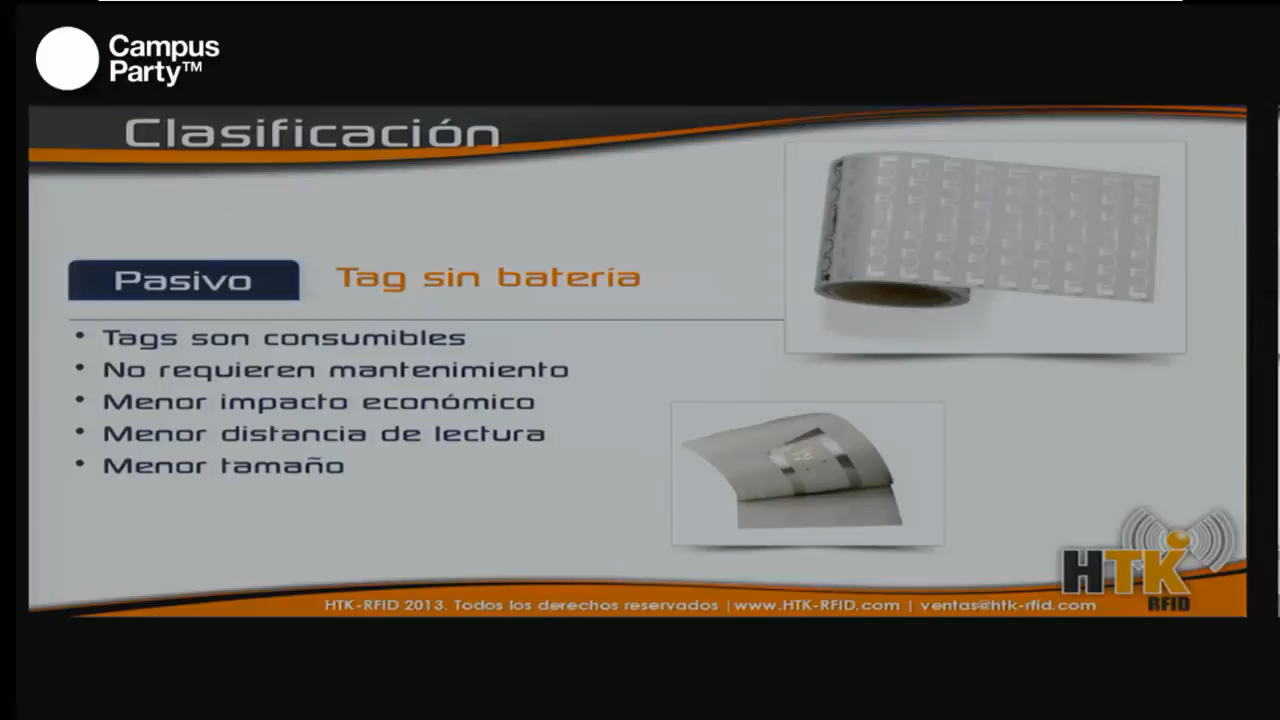 Campus
Party™
Clasificación
Pasivo
Tag sin batería
• Tags son consumibles
• No requieren mantenimiento
• Menor impacto económico
• Menor distancia de lectura
• Menor tamaño
HTK
RFID
HTK-RFID 2013. Todos los derechos reservados | www.HTK-RFID.com | ventas@htk-rfid.com